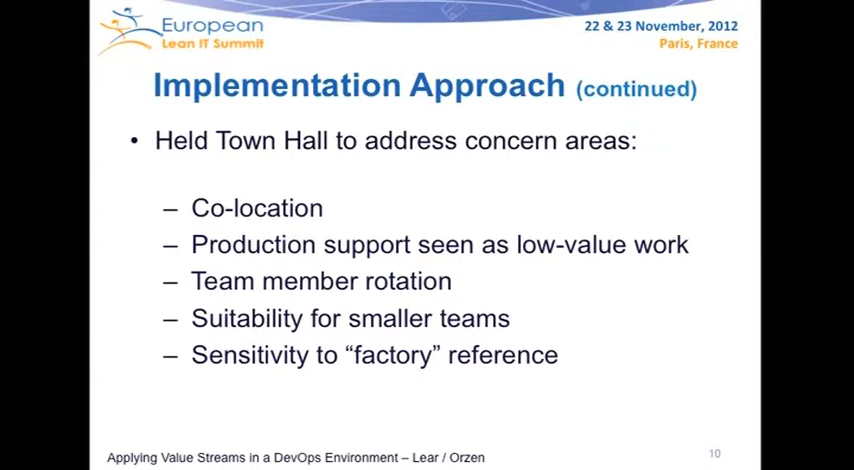 European
Lean IT Summit
22 & 23 November, 2012
Paris, France
Implementation Approach (continued)
• Held Town Hall to address concern areas:
– Co-location
– Production support seen as low-value work
– Team member rotation
– Suitability for smaller teams
– Sensitivity to “factory” reference
Applying Value Streams in a DevOps Environment – Lear / Orzen
10